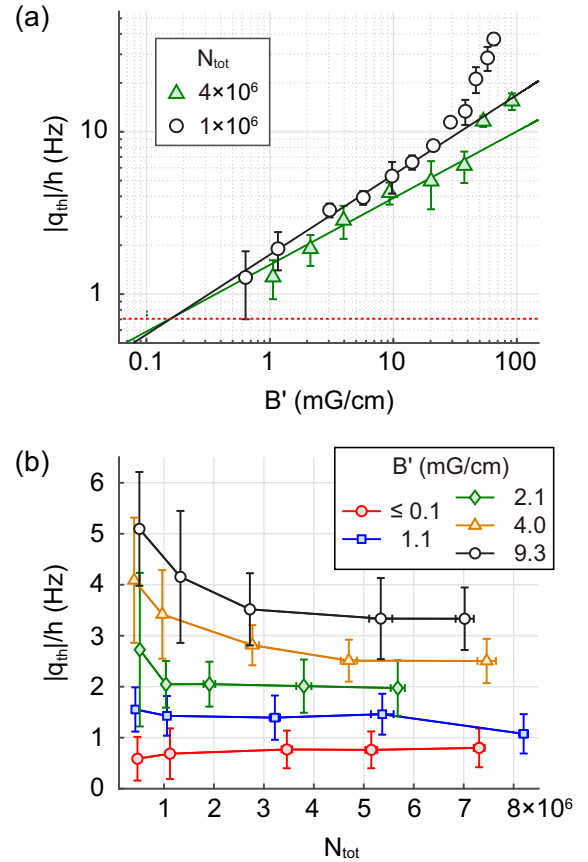 (a)
N_tot
4×10⁶
1×10⁶
|q_th|/h (Hz)
10
1
0.1 1 10 100
B' (mG/cm)
(b)
B' (mG/cm)
≤ 0.1 2.1
1.1 4.0
9.3
|q_th|/h (Hz)
6
5
4
3
2
1
0
1 2 3 4 5 6 7 8×10⁶
N_tot